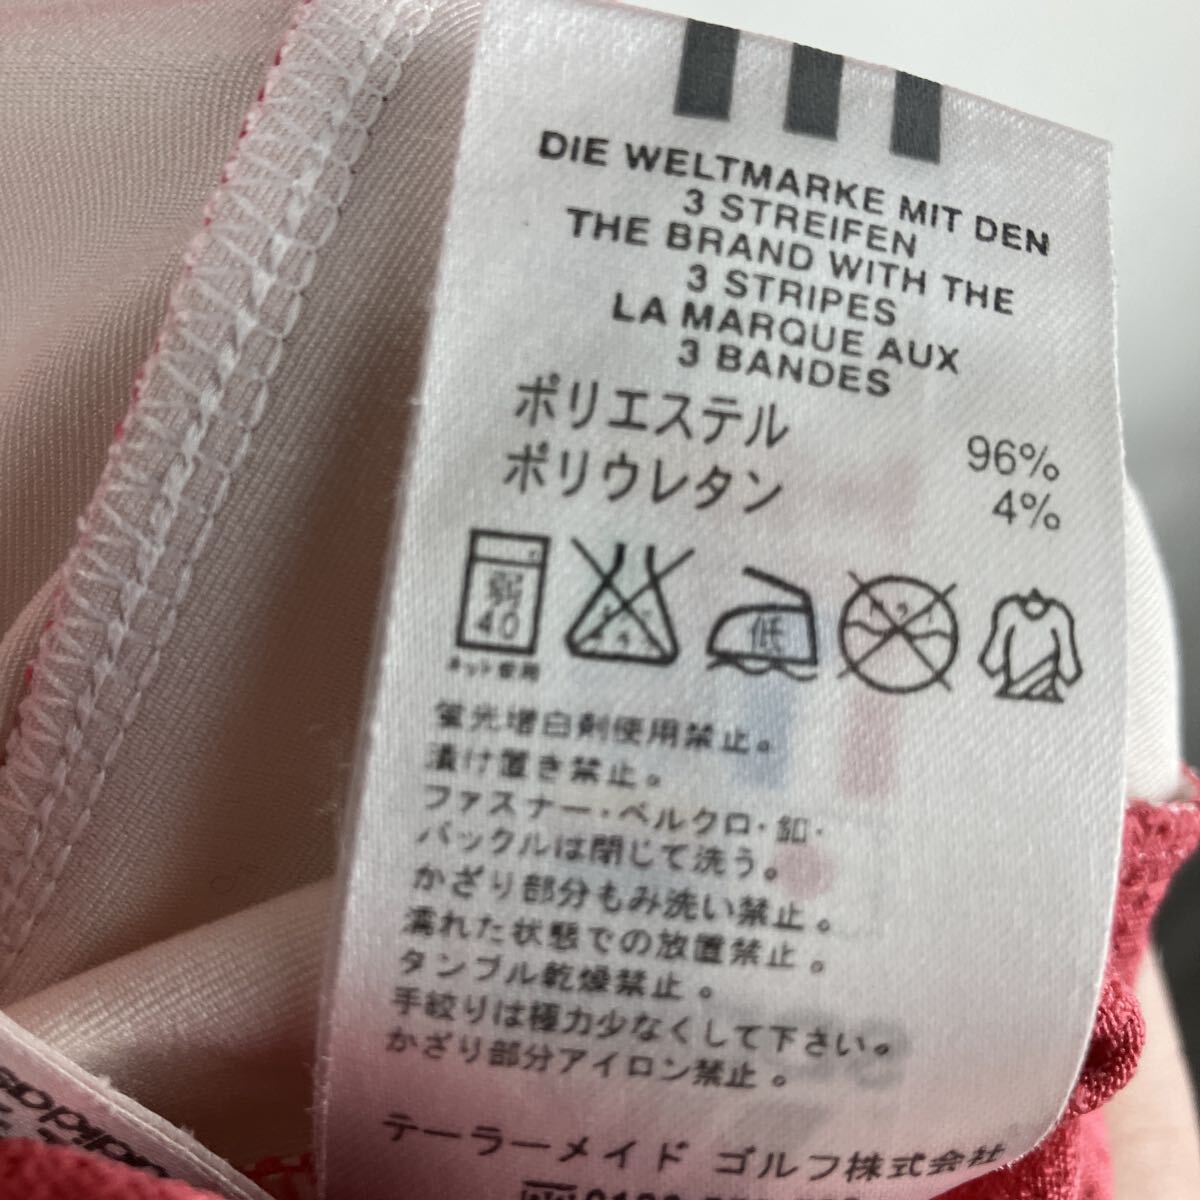 DIE WELTMARKE MIT DEN
3 STREIFEN
THE BRAND WITH THE
3 STRIPES
LA MARQUE AUX
3 BANDES
ポリエステル 96%
ポリウレタン 4%
弱
40
ネット使用
低
蛍光増白剤使用禁止。
漬け置き禁止。
ファスナー・ベルクロ・釦・
バックルは閉じて洗う。
かざり部分もみ洗い禁止。
濡れた状態での放置禁止。
タンブル乾燥禁止。
手絞りは極力少なくして下さい。
かざり部分アイロン禁止。
テーラーメイド ゴルフ株式会社
adidas